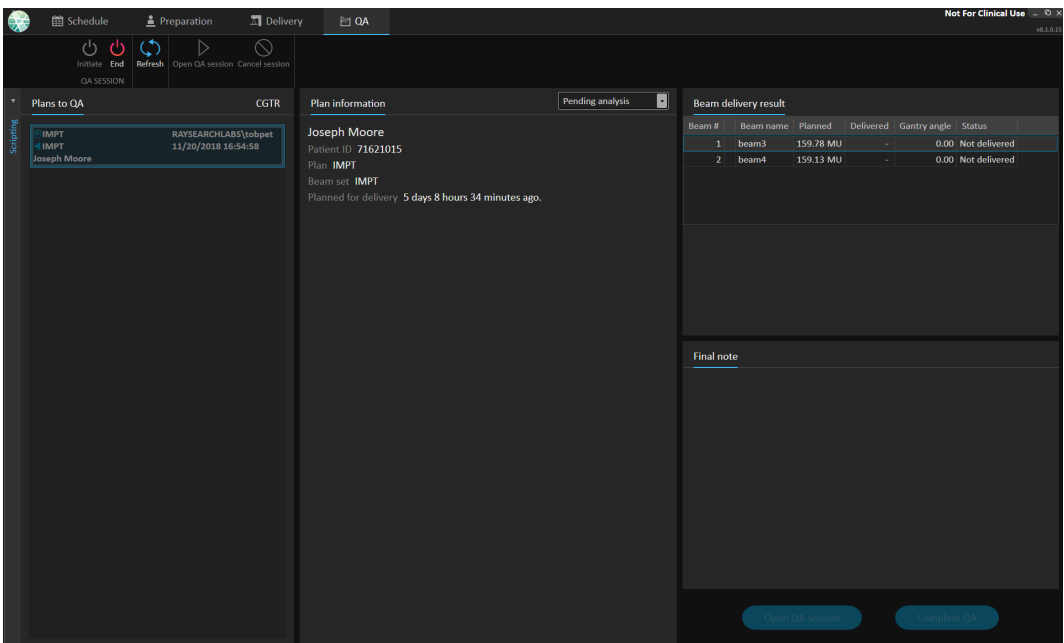 Schedule Preparation Delivery QA Not For Clinical Use
v8.1.0.15
Initiate End Refresh Open QA session Cancel session
QA SESSION
Scripting
Plans to QA CGTR
IMPT RAYSEARCHLABS\tobpet
IMPT 11/20/2018 16:54:58
Joseph Moore
Plan information Pending analysis
Joseph Moore
Patient ID 71621015
Plan IMPT
Beam set IMPT
Planned for delivery 5 days 8 hours 34 minutes ago.
Beam delivery result
Beam # Beam name Planned Delivered Gantry angle Status
1 beam3 159.78 MU - 0.00 Not delivered
2 beam4 159.13 MU - 0.00 Not delivered
Final note
Open QA session Complete QA